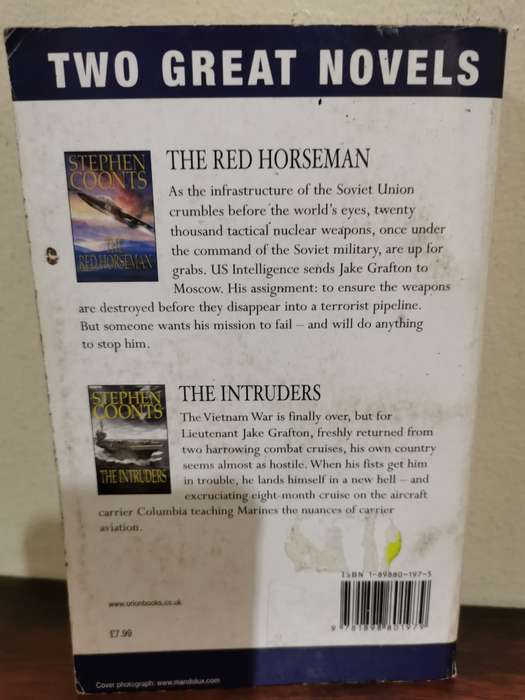 TWO GREAT NOVELS
STEPHEN
COONTS
THE
RED HORSEMAN
THE RED HORSEMAN
As the infrastructure of the Soviet Union
crumbles before the world's eyes, twenty
thousand tactical nuclear weapons, once under
the command of the Soviet military, are up for
grabs. US Intelligence sends Jake Grafton to
Moscow. His assignment: to ensure the weapons
are destroyed before they disappear into a terrorist pipeline.
But someone wants his mission to fail – and will do anything
to stop him.
STEPHEN
COONTS
THE INTRUDERS
THE INTRUDERS
The Vietnam War is finally over, but for
Lieutenant Jake Grafton, freshly returned from
two harrowing combat cruises, his own country
seems almost as hostile. When his fists get him
in trouble, he lands himself in a new hell – and
excruciating eight-month cruise on the aircraft
carrier Columbia teaching Marines the nuances of carrier
aviation.
ISBN 1-89880-197-5
www.orionbooks.co.uk
£7.99
9 781898 801979
Cover photograph: www.mandolux.com